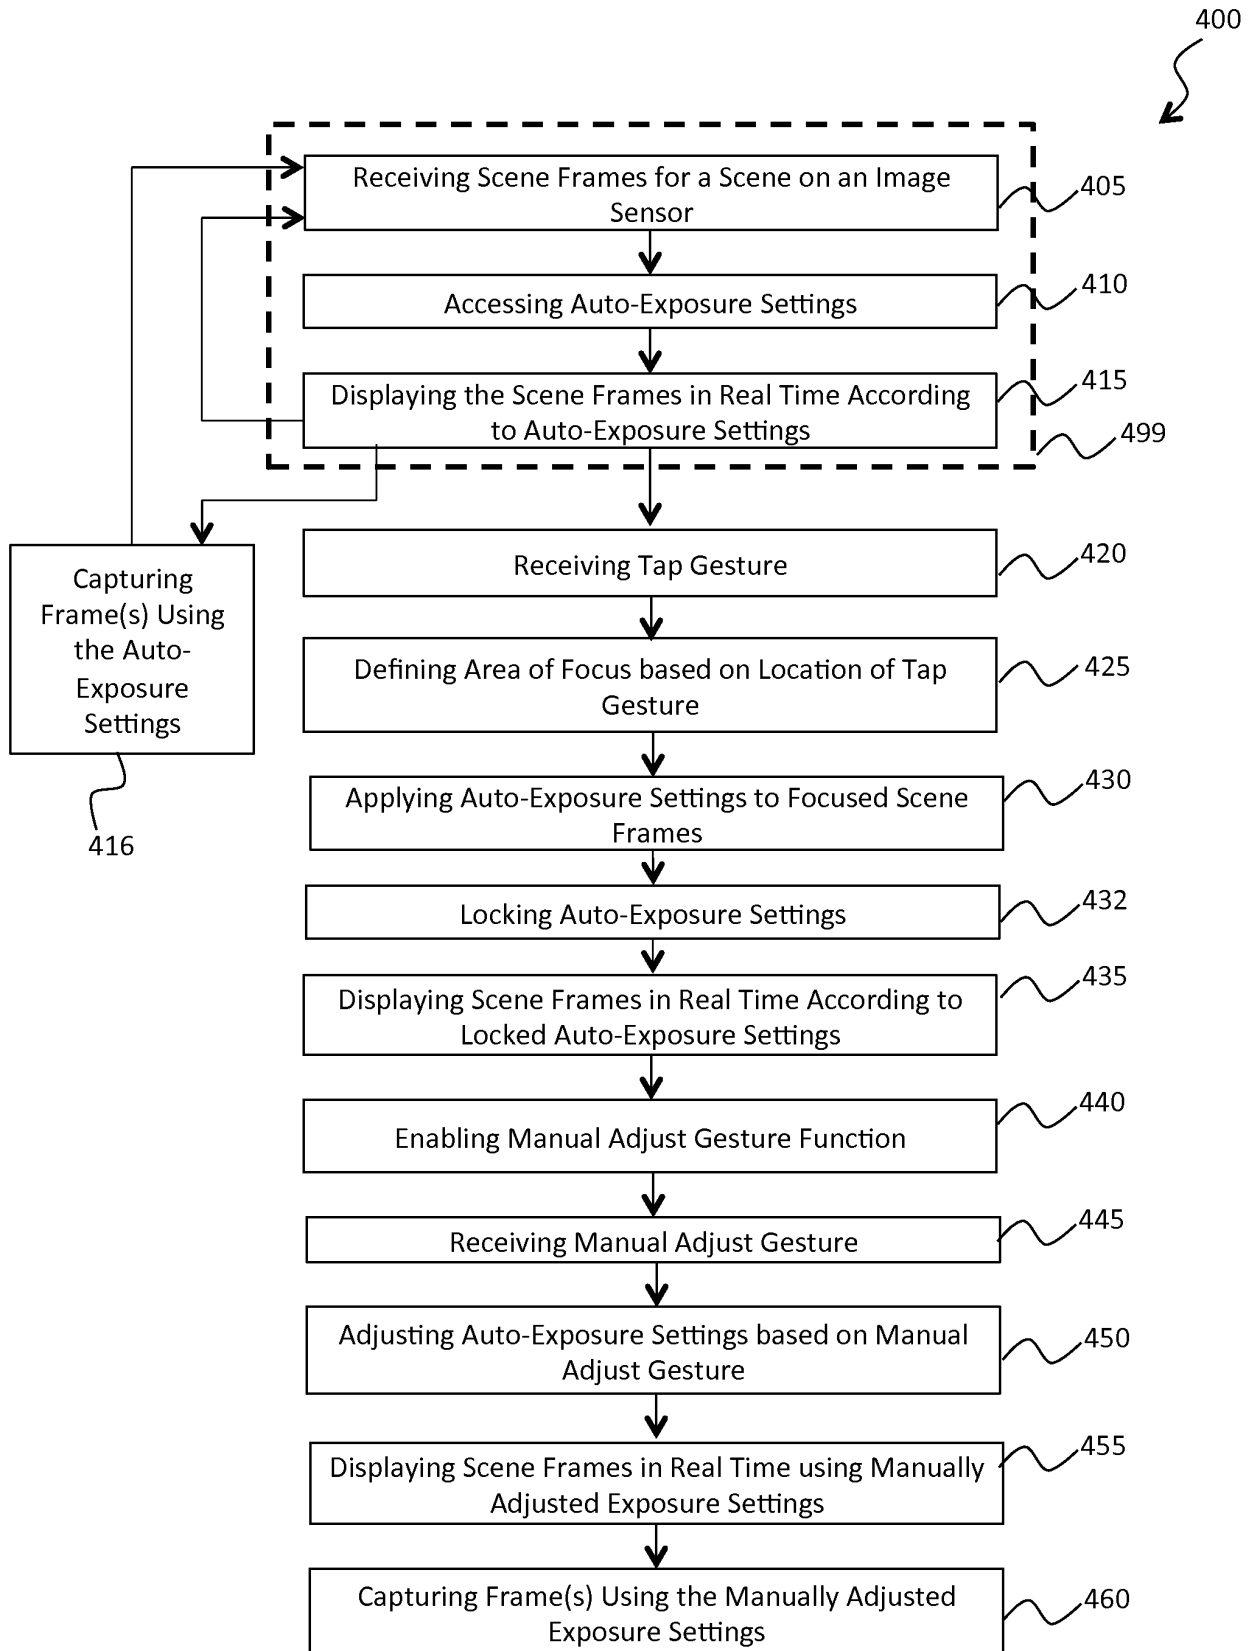 400
Receiving Scene Frames for a Scene on an Image
Sensor
405
Accessing Auto-Exposure Settings
410
Displaying the Scene Frames in Real Time According
to Auto-Exposure Settings
415
499
Receiving Tap Gesture
420
Capturing
Frame(s) Using
the Auto-
Exposure
Settings
416
Defining Area of Focus based on Location of Tap
Gesture
425
Applying Auto-Exposure Settings to Focused Scene
Frames
430
Locking Auto-Exposure Settings
432
Displaying Scene Frames in Real Time According to
Locked Auto-Exposure Settings
435
Enabling Manual Adjust Gesture Function
440
Receiving Manual Adjust Gesture
445
Adjusting Auto-Exposure Settings based on Manual
Adjust Gesture
450
Displaying Scene Frames in Real Time using Manually
Adjusted Exposure Settings
455
Capturing Frame(s) Using the Manually Adjusted
Exposure Settings
460